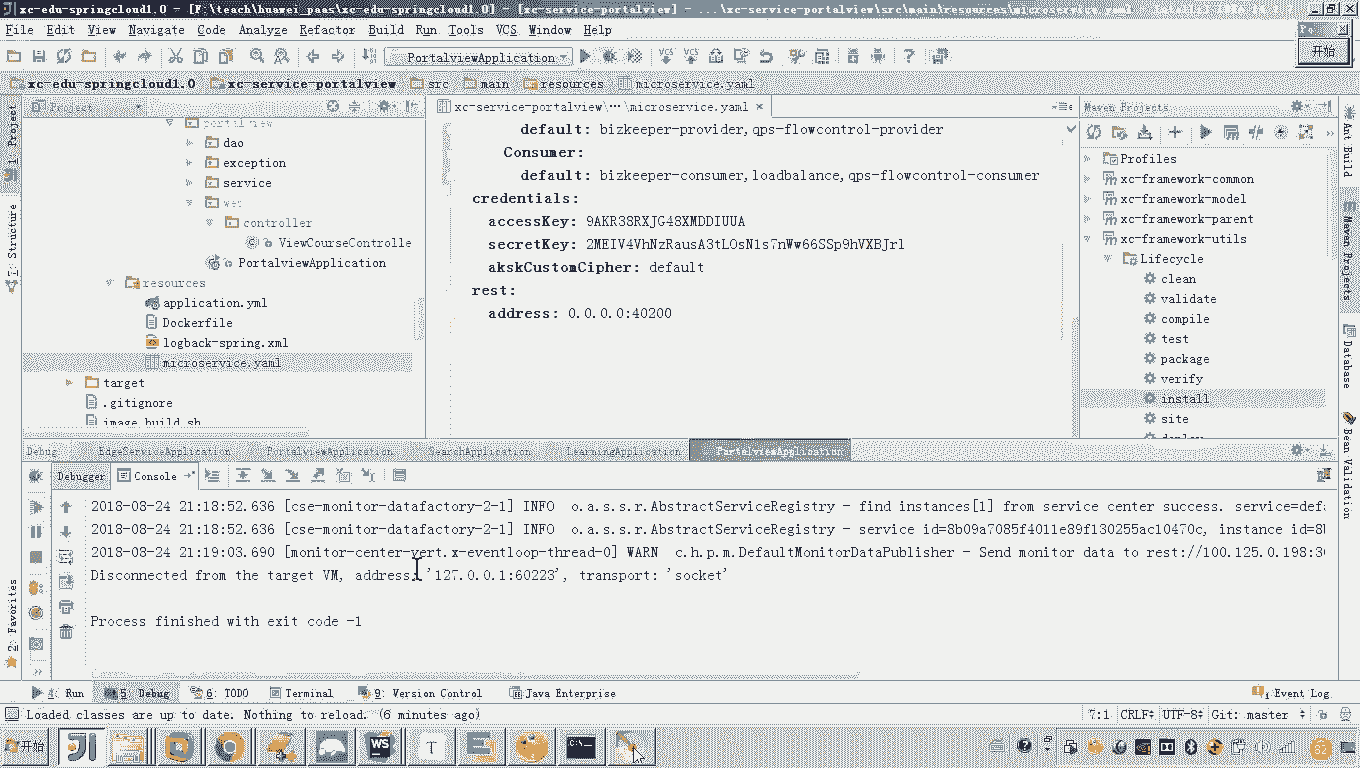 xc-edu-springcloud1.0 - [F:\teach\huawei_paas\xc-edu-springcloud1.0] - [xc-service-portalview] - ...\xc-service-portalview\src\main\resources\microservice.yaml
File Edit View Navigate Code Analyze Refactor Build Run Tools VCS Window Help
开始
PortalviewApplication
xc-edu-springcloud1.0 xc-service-portalview src main resources microservice.yaml
Project
xc-service-portalview\...\microservice.yaml
Maven Projects
portalview
dao
exception
service
controller
ViewCourseControlle
PortalviewApplication
resources
application.yml
Dockerfile
logback-spring.xml
microservice.yaml
target
.gitignore
image_build.sh
default: bizkeeper-provider,qps-flowcontrol-provider
Consumer:
default: bizkeeper-consumer,loadbalance,qps-flowcontrol-consumer
credentials:
rest:
address: 0.0.0.0:40200
akskCustomCipher: default
Profiles
xc-framework-common
xc-framework-model
xc-framework-parent
xc-framework-utils
Lifecycle
clean
validate
compile
test
package
verify
install
site
deploy
1: Project
7: Structure
2: Favorites
Ant Build
Maven Projects
Database
Bean Validation
Debug EdgeServiceApplication PortalviewApplication SearchApplication LearningApplication PortalviewApplication
Debugger Console
2018-08-24 21:18:52.636 [cse-monitor-datafactory-2-1] INFO o.a.s.s.r.AbstractServiceRegistry - find instances[1] from service center success. service=def
2018-08-24 21:18:52.636 [cse-monitor-datafactory-2-1] INFO o.a.s.s.r.AbstractServiceRegistry - service id=8b09a7085f4011e89f130255ac10470c, instance id=8
2018-08-24 21:19:03.690 [monitor-center-vert.x-eventloop-thread-0] WARN c.h.p.m.DefaultMonitorDataPublisher - Send monitor data to rest://100.125.0.198:3
Disconnected from the target VM, address: '127.0.0.1:60223', transport: 'socket'
Process finished with exit code -1
4: Run 5: Debug 6: TODO Terminal 9: Version Control Java Enterprise 1 Event Log
Loaded classes are up to date. Nothing to reload. (6 minutes ago) 7:1 CRLF UTF-8 Git: master
开始 WS T 82